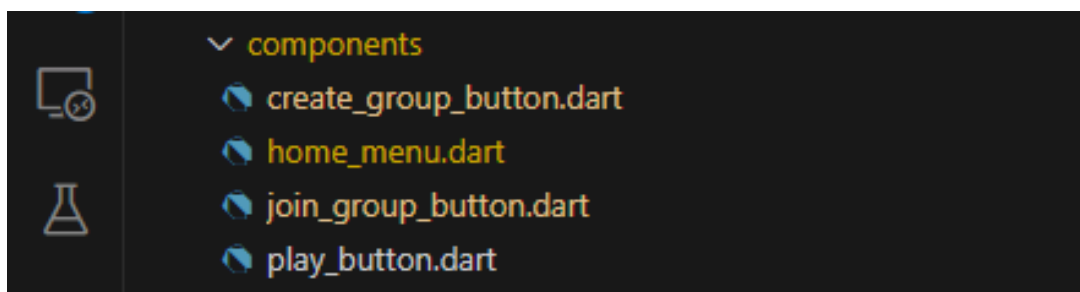 components
create_group_button.dart
home_menu.dart
join_group_button.dart
play_button.dart